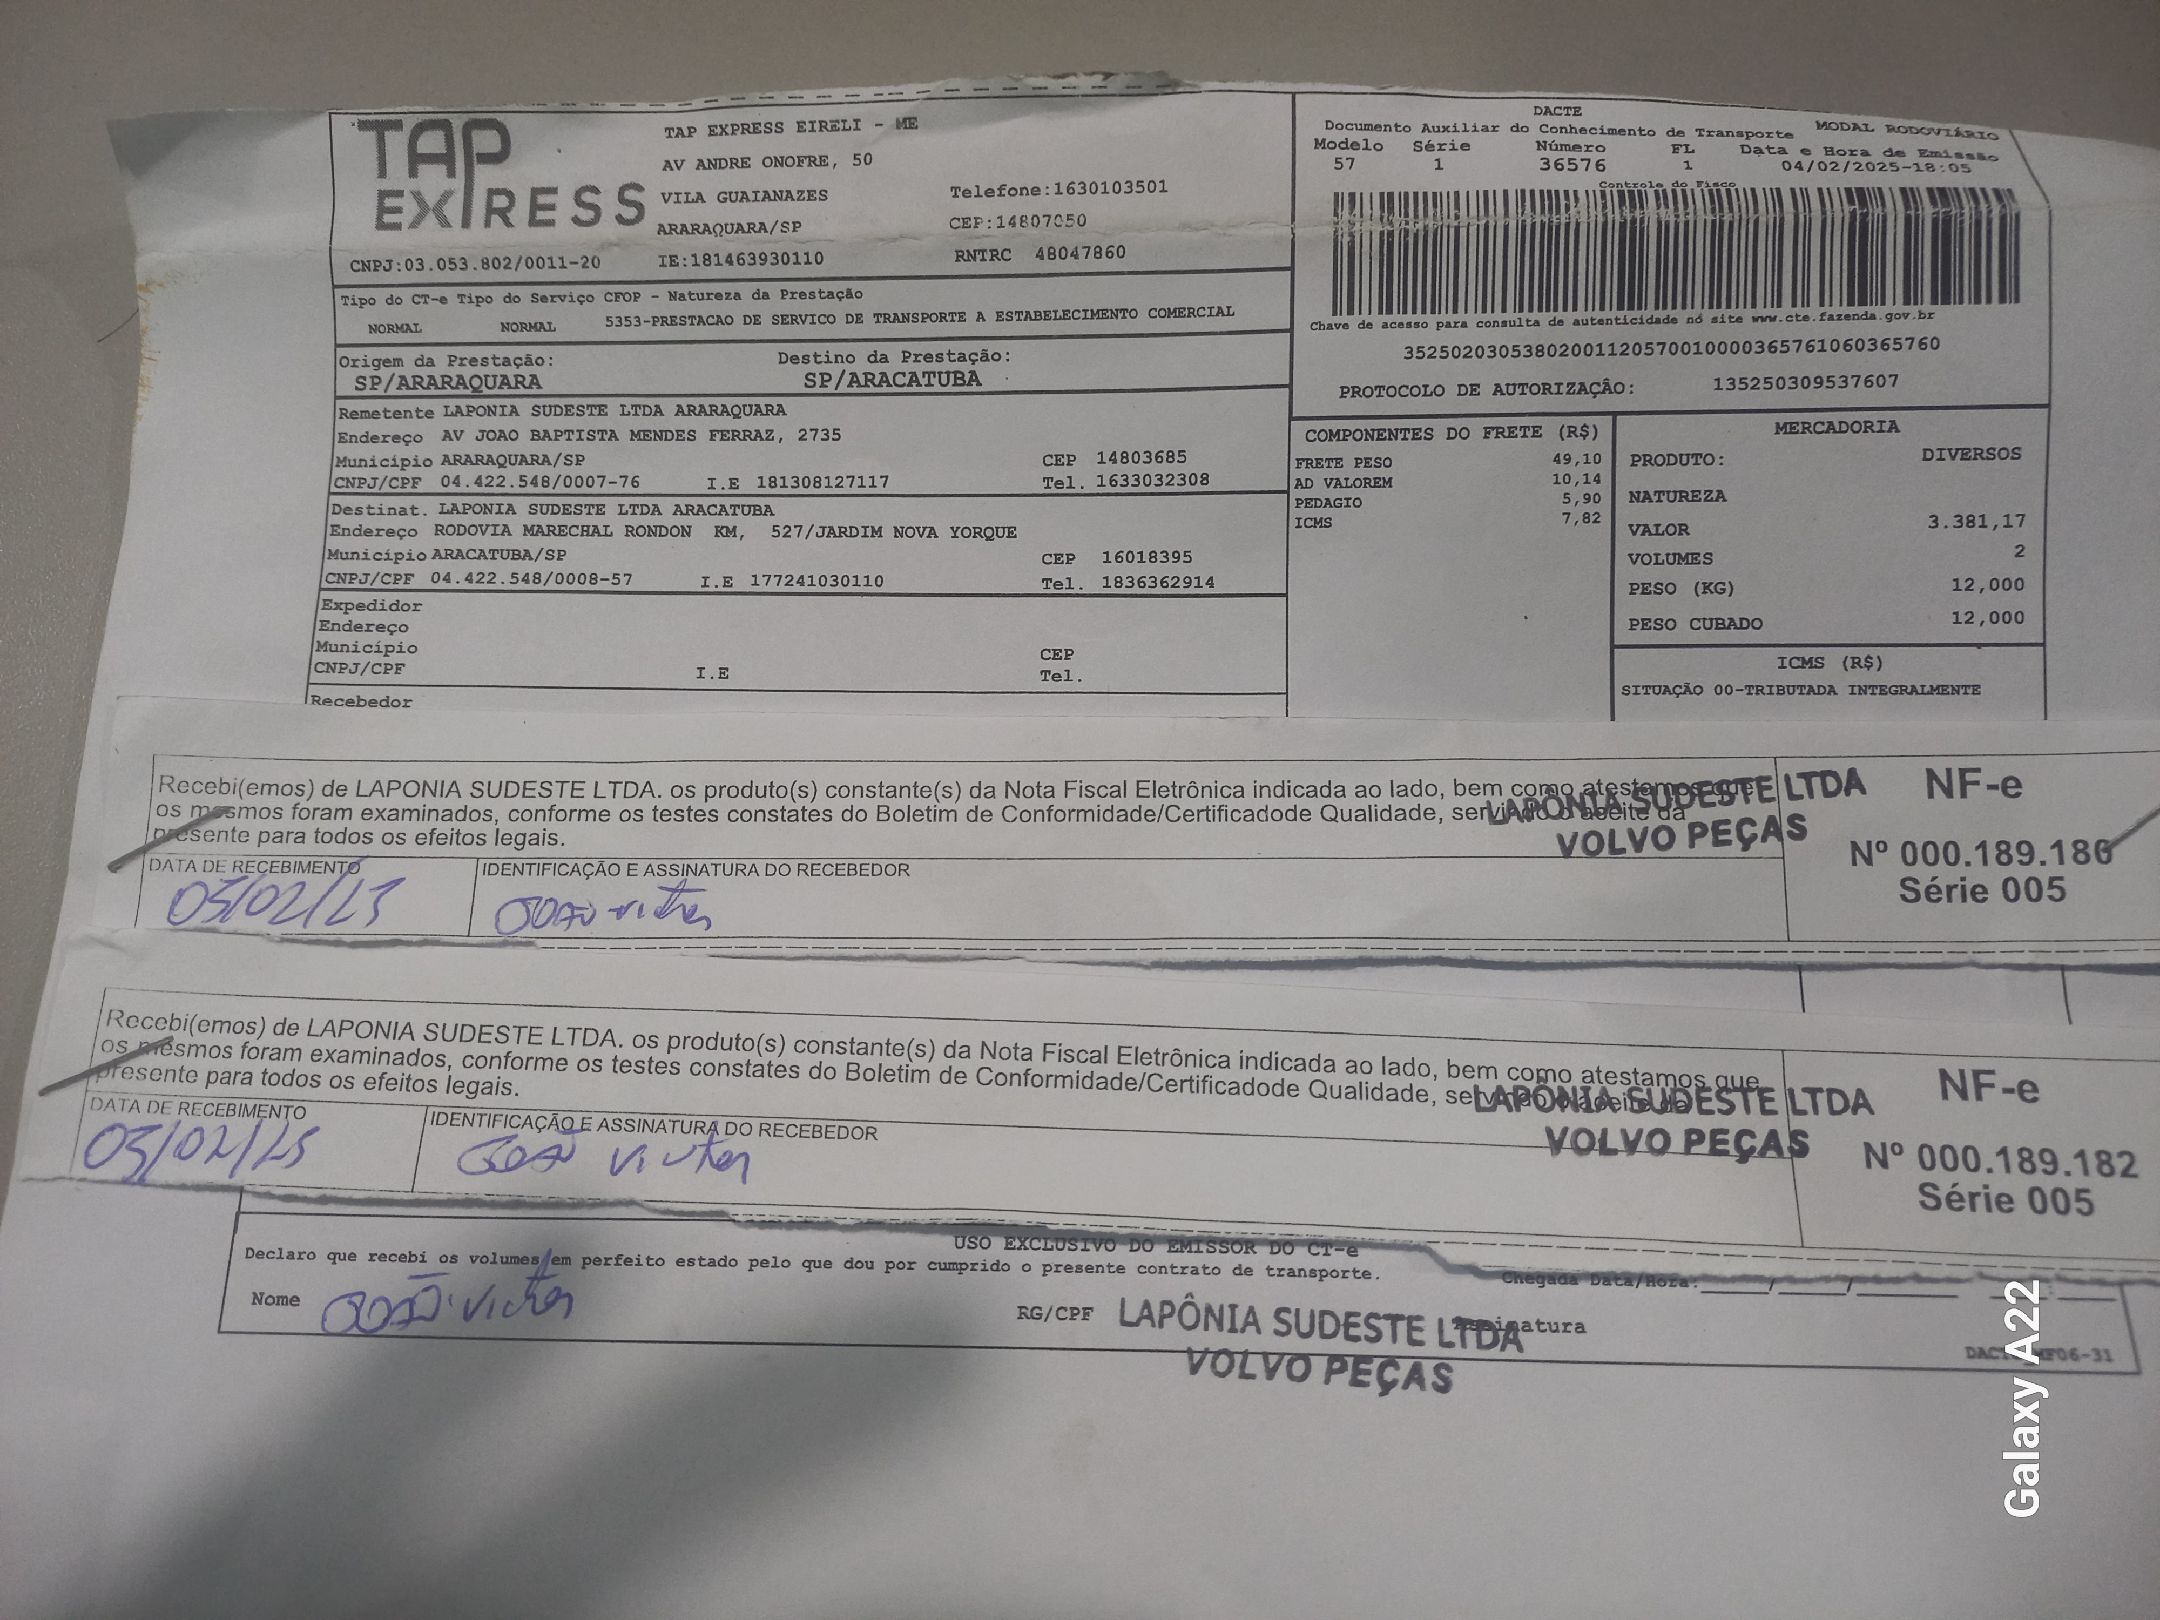 TAP EXPRESS
TAP EXPRESS EIRELI - ME
AV ANDRE ONOFRE, 50
VILA GUAIANAZES Telefone:1630103501
ARARAQUARA/SP CEP:14807050
CNPJ:03.053.802/0011-20 IE:181463930110 RNTRC 48047860
DACTE
Documento Auxiliar do Conhecimento de Transporte MODAL RODOVIÁRIO
Modelo Série Número FL Data e Hora de Emissão
57 1 36576 1 04/02/2025-18:05
Controle do Fisco
Chave de acesso para consulta de autenticidade no site www.cte.fazenda.gov.br
35250203053802001120570010000365761060365760
PROTOCOLO DE AUTORIZAÇÃO: 135250309537607
Tipo do CT-e Tipo do Serviço CFOP - Natureza da Prestação
NORMAL NORMAL 5353-PRESTACAO DE SERVICO DE TRANSPORTE A ESTABELECIMENTO COMERCIAL
Origem da Prestação: Destino da Prestação:
SP/ARARAQUARA SP/ARACATUBA
Remetente LAPONIA SUDESTE LTDA ARARAQUARA
Endereço AV JOAO BAPTISTA MENDES FERRAZ, 2735
Município ARARAQUARA/SP CEP 14803685
CNPJ/CPF 04.422.548/0007-76 I.E 181308127117 Tel. 1633032308
Destinat. LAPONIA SUDESTE LTDA ARACATUBA
Endereço RODOVIA MARECHAL RONDON KM, 527/JARDIM NOVA YORQUE
Município ARACATUBA/SP CEP 16018395
CNPJ/CPF 04.422.548/0008-57 I.E 177241030110 Tel. 1836362914
Expedidor
Endereço
Município CEP
CNPJ/CPF I.E Tel.
Recebedor
COMPONENTES DO FRETE (R$)
FRETE PESO 49,10
AD VALOREM 10,14
PEDAGIO 5,90
ICMS 7,82
MERCADORIA
PRODUTO: DIVERSOS
NATUREZA
VALOR 3.381,17
VOLUMES 2
PESO (KG) 12,000
PESO CUBADO 12,000
ICMS (R$)
SITUAÇÃO 00-TRIBUTADA INTEGRALMENTE
Recebi(emos) de LAPONIA SUDESTE LTDA. os produto(s) constante(s) da Nota Fiscal Eletrônica indicada ao lado, bem como atestamos que
os mesmos foram examinados, conforme os testes constates do Boletim de Conformidade/Certificadode Qualidade, servindo o aceite da
presente para todos os efeitos legais.
LAPÔNIA SUDESTE LTDA
VOLVO PEÇAS
NF-e
Nº 000.189.186
Série 005
DATA DE RECEBIMENTO IDENTIFICAÇÃO E ASSINATURA DO RECEBEDOR
05/02/25 João Victor
Recebi(emos) de LAPONIA SUDESTE LTDA. os produto(s) constante(s) da Nota Fiscal Eletrônica indicada ao lado, bem como atestamos que
os mesmos foram examinados, conforme os testes constates do Boletim de Conformidade/Certificadode Qualidade, servindo o aceite da
presente para todos os efeitos legais.
LAPÔNIA SUDESTE LTDA
VOLVO PEÇAS
NF-e
Nº 000.189.182
Série 005
DATA DE RECEBIMENTO IDENTIFICAÇÃO E ASSINATURA DO RECEBEDOR
05/02/25 João Victor
USO EXCLUSIVO DO EMISSOR DO CT-e
Declaro que recebi os volumes em perfeito estado pelo que dou por cumprido o presente contrato de transporte.
Chegada Data/Hora: / /
Nome João Victor RG/CPF Assinatura
LAPÔNIA SUDESTE LTDA
VOLVO PEÇAS
Galaxy A22